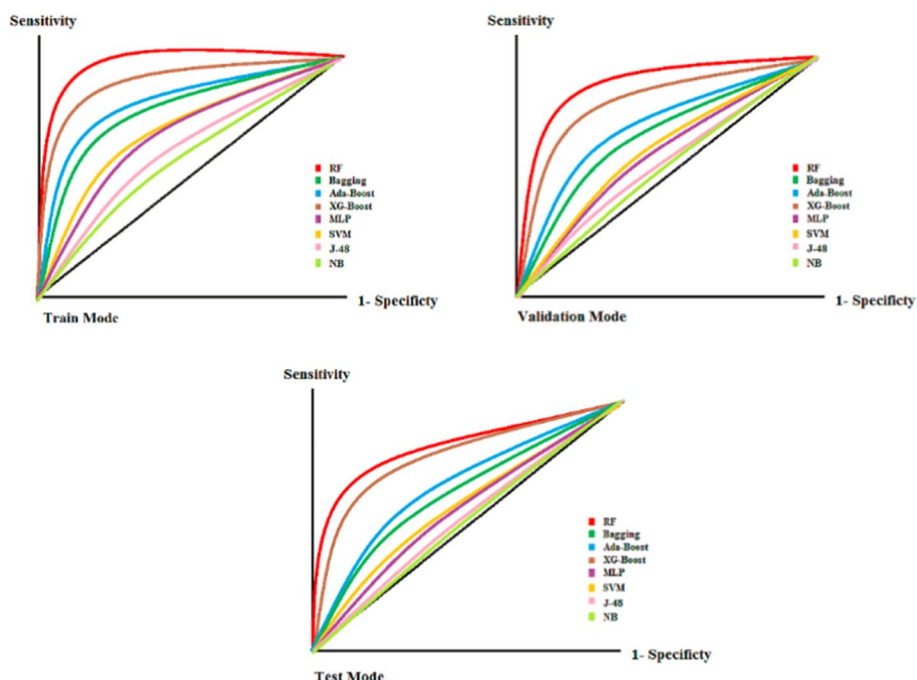 Sensitivity
RF
Bagging
Ada-Boost
XG-Boost
MLP
SVM
J-48
NB
1- Specificty
Train Mode
Sensitivity
RF
Bagging
Ada-Boost
XG-Boost
MLP
SVM
J-48
NB
1- Specificty
Validation Mode
Sensitivity
RF
Bagging
Ada-Boost
XG-Boost
MLP
SVM
J-48
NB
1- Specificty
Test Mode